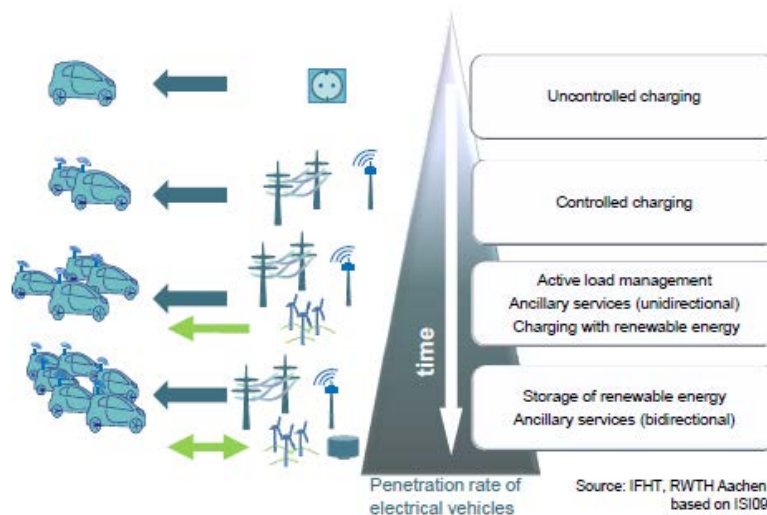 Uncontrolled charging
Controlled charging
Active load management
Ancillary services (unidirectional)
Charging with renewable energy
time
Storage of renewable energy
Ancillary services (bidirectional)
Penetration rate of
electrical vehicles
Source: IFHT, RWTH Aachen
based on ISI09